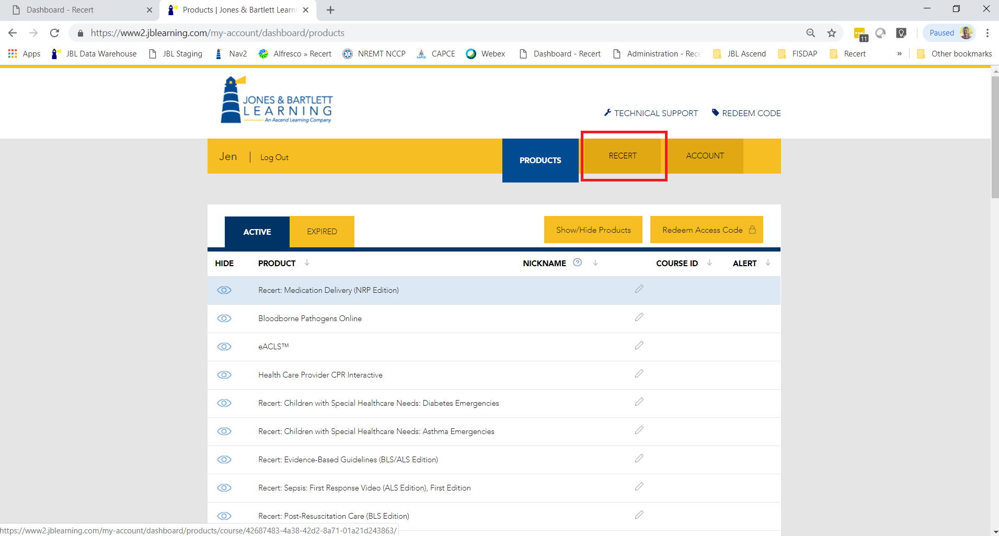 Dashboard - Recert
Products | Jones & Bartlett Learni
https://www2.jblearning.com/my-account/dashboard/products
11
Paused
Apps
JBL Data Warehouse
JBL Staging
Nav2
Alfresco » Recert
NREMT NCCP
CAPCE
CAPCE
Webex
Dashboard - Recert
Administration - Rece
JBL Ascend
FISDAP
Recert
»
Other bookmarks
JONES & BARTLETT
LEARNING
An Ascend Learning Company
TECHNICAL SUPPORT
REDEEM CODE
Jen | Log Out
PRODUCTS
RECERT
ACCOUNT
ACTIVE
EXPIRED
Show/Hide Products
Redeem Access Code
HIDE
PRODUCT
NICKNAME ?
COURSE ID
ALERT
Recert: Medication Delivery (NRP Edition)
Bloodborne Pathogens Online
eACLS™
Health Care Provider CPR Interactive
Recert: Children with Special Healthcare Needs: Diabetes Emergencies
Recert: Children with Special Healthcare Needs: Asthma Emergencies
Recert: Evidence-Based Guidelines (BLS/ALS Edition)
Recert: Sepsis: First Response Video (ALS Edition), First Edition
Recert: Post-Resuscitation Care (BLS Edition)
https://www2.jblearning.com/my-account/dashboard/products/course/42687483-4a38-42d2-8a71-01a21d243863/